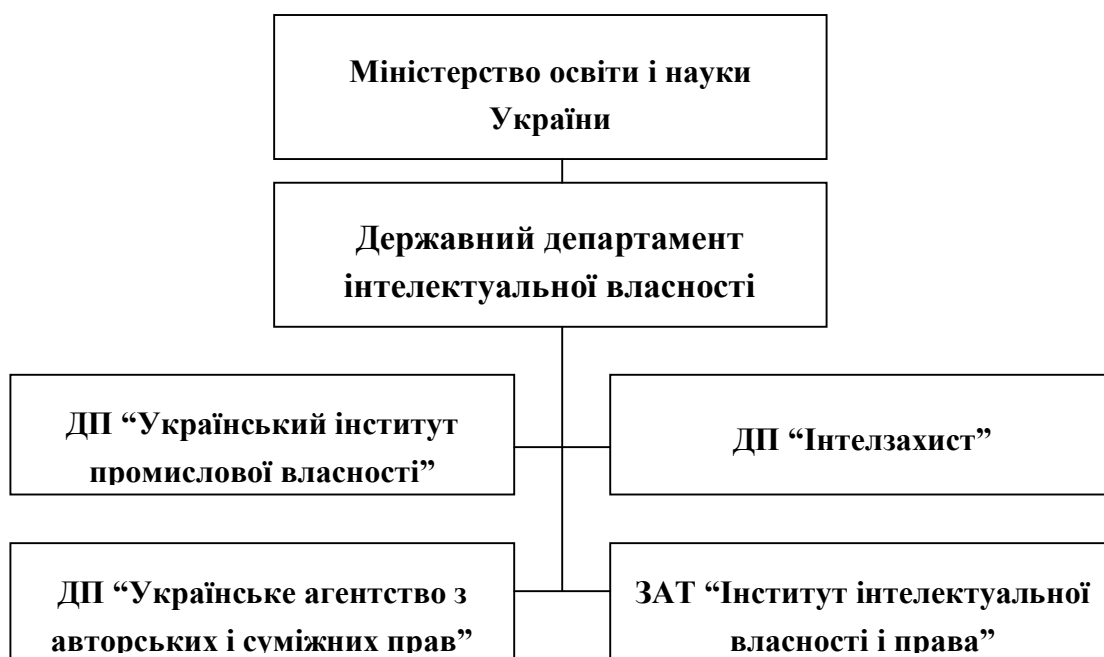 Міністерство освіти і науки
України
Державний департамент
інтелектуальної власності
ДП “Український інститут
промислової власності”
ДП “Інтелзахист”
ДП “Українське агентство з
авторських і суміжних прав”
ЗАТ “Інститут інтелектуальної
власності і права”